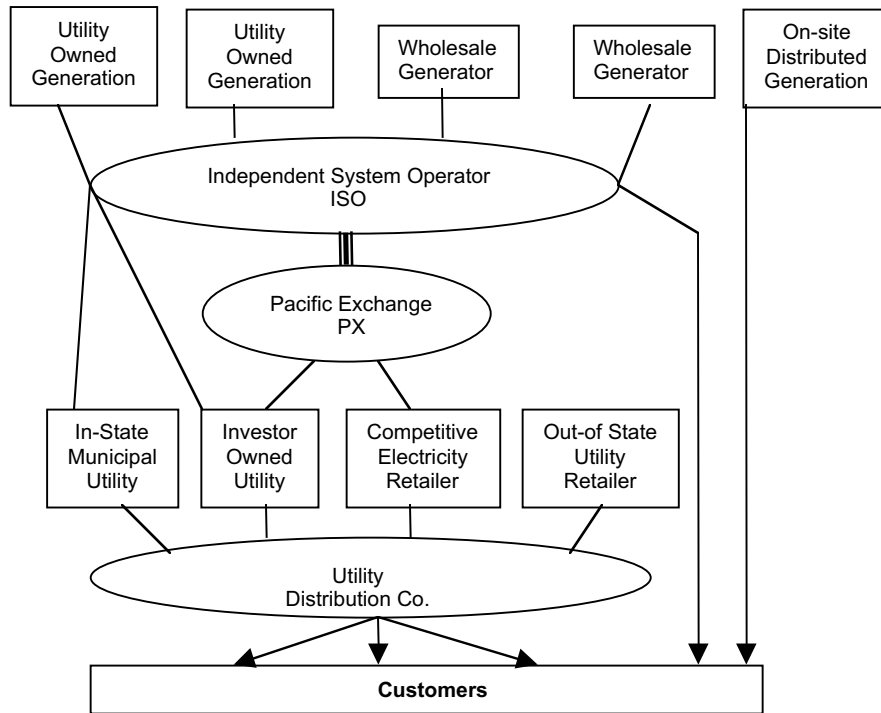 Utility
Owned
Generation
Utility
Owned
Generation
Wholesale
Generator
Wholesale
Generator
On-site
Distributed
Generation
Independent System Operator
ISO
Pacific Exchange
PX
In-State
Municipal
Utility
Investor
Owned
Utility
Competitive
Electricity
Retailer
Out-of State
Utility
Retailer
Utility
Distribution Co.
Customers